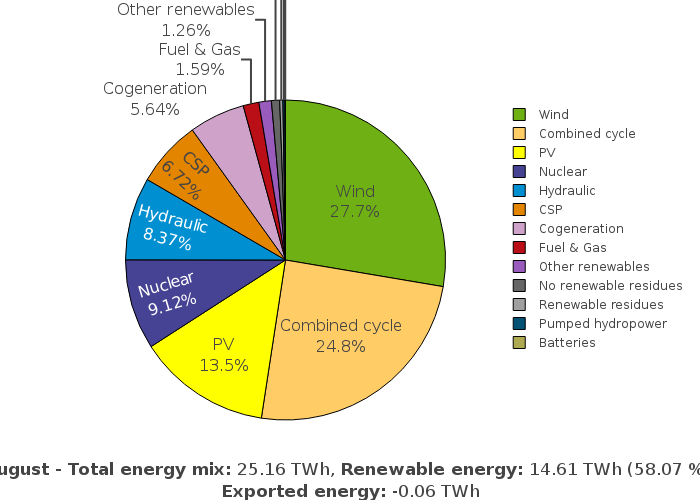 Other renewables
1.26%
Fuel & Gas
1.59%
Cogeneration
5.64%
CSP
6.72%
Wind
27.7%
Hydraulic
8.37%
Nuclear
9.12%
Combined cycle
24.8%
PV
13.5%
Wind
Combined cycle
PV
Nuclear
Hydraulic
CSP
Cogeneration
Fuel & Gas
Other renewables
No renewable residues
Renewable residues
Pumped hydropower
Batteries
ugust - Total energy mix: 25.16 TWh, Renewable energy: 14.61 TWh (58.07 %
Exported energy: -0.06 TWh